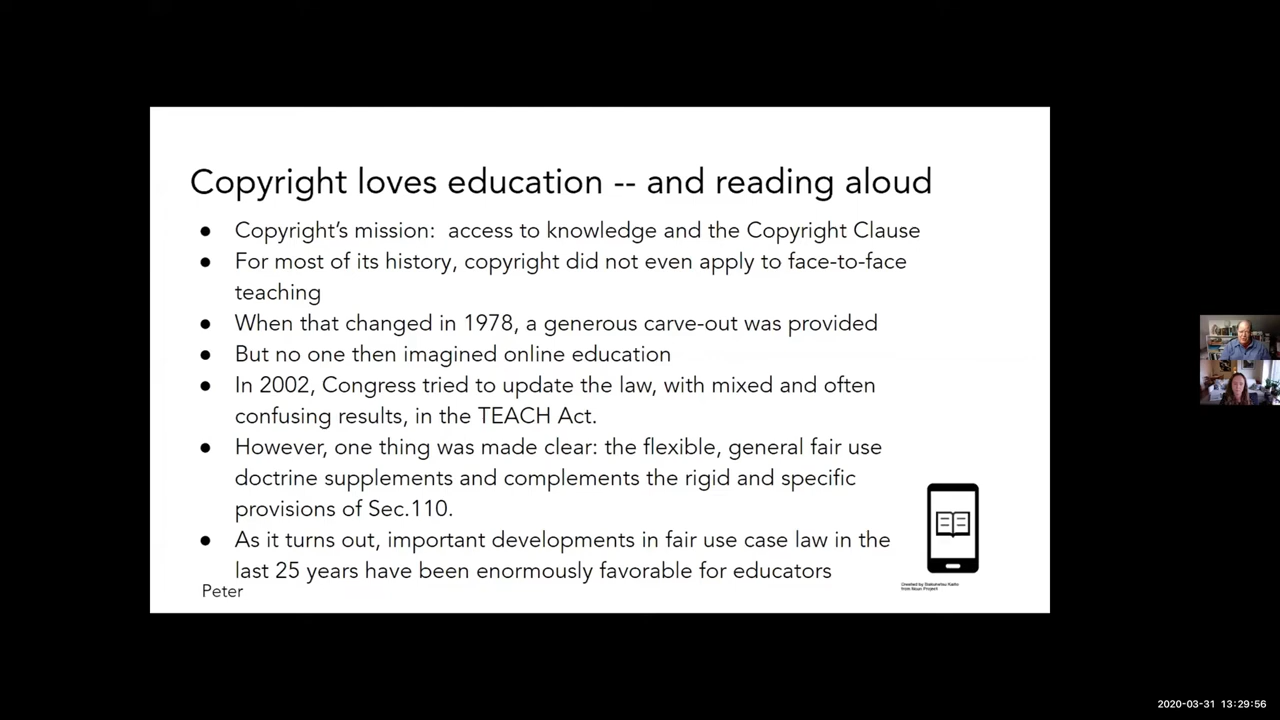 Copyright loves education -- and reading aloud
● Copyright’s mission:  access to knowledge and the Copyright Clause
● For most of its history, copyright did not even apply to face-to-face
teaching
● When that changed in 1978, a generous carve-out was provided
● But no one then imagined online education
● In 2002, Congress tried to update the law, with mixed and often
confusing results, in the TEACH Act.
● However, one thing was made clear: the flexible, general fair use
doctrine supplements and complements the rigid and specific
provisions of Sec.110.
● As it turns out, important developments in fair use case law in the
last 25 years have been enormously favorable for educators
Peter
Created by
from Noun Project
2020-03-31  13:29:56